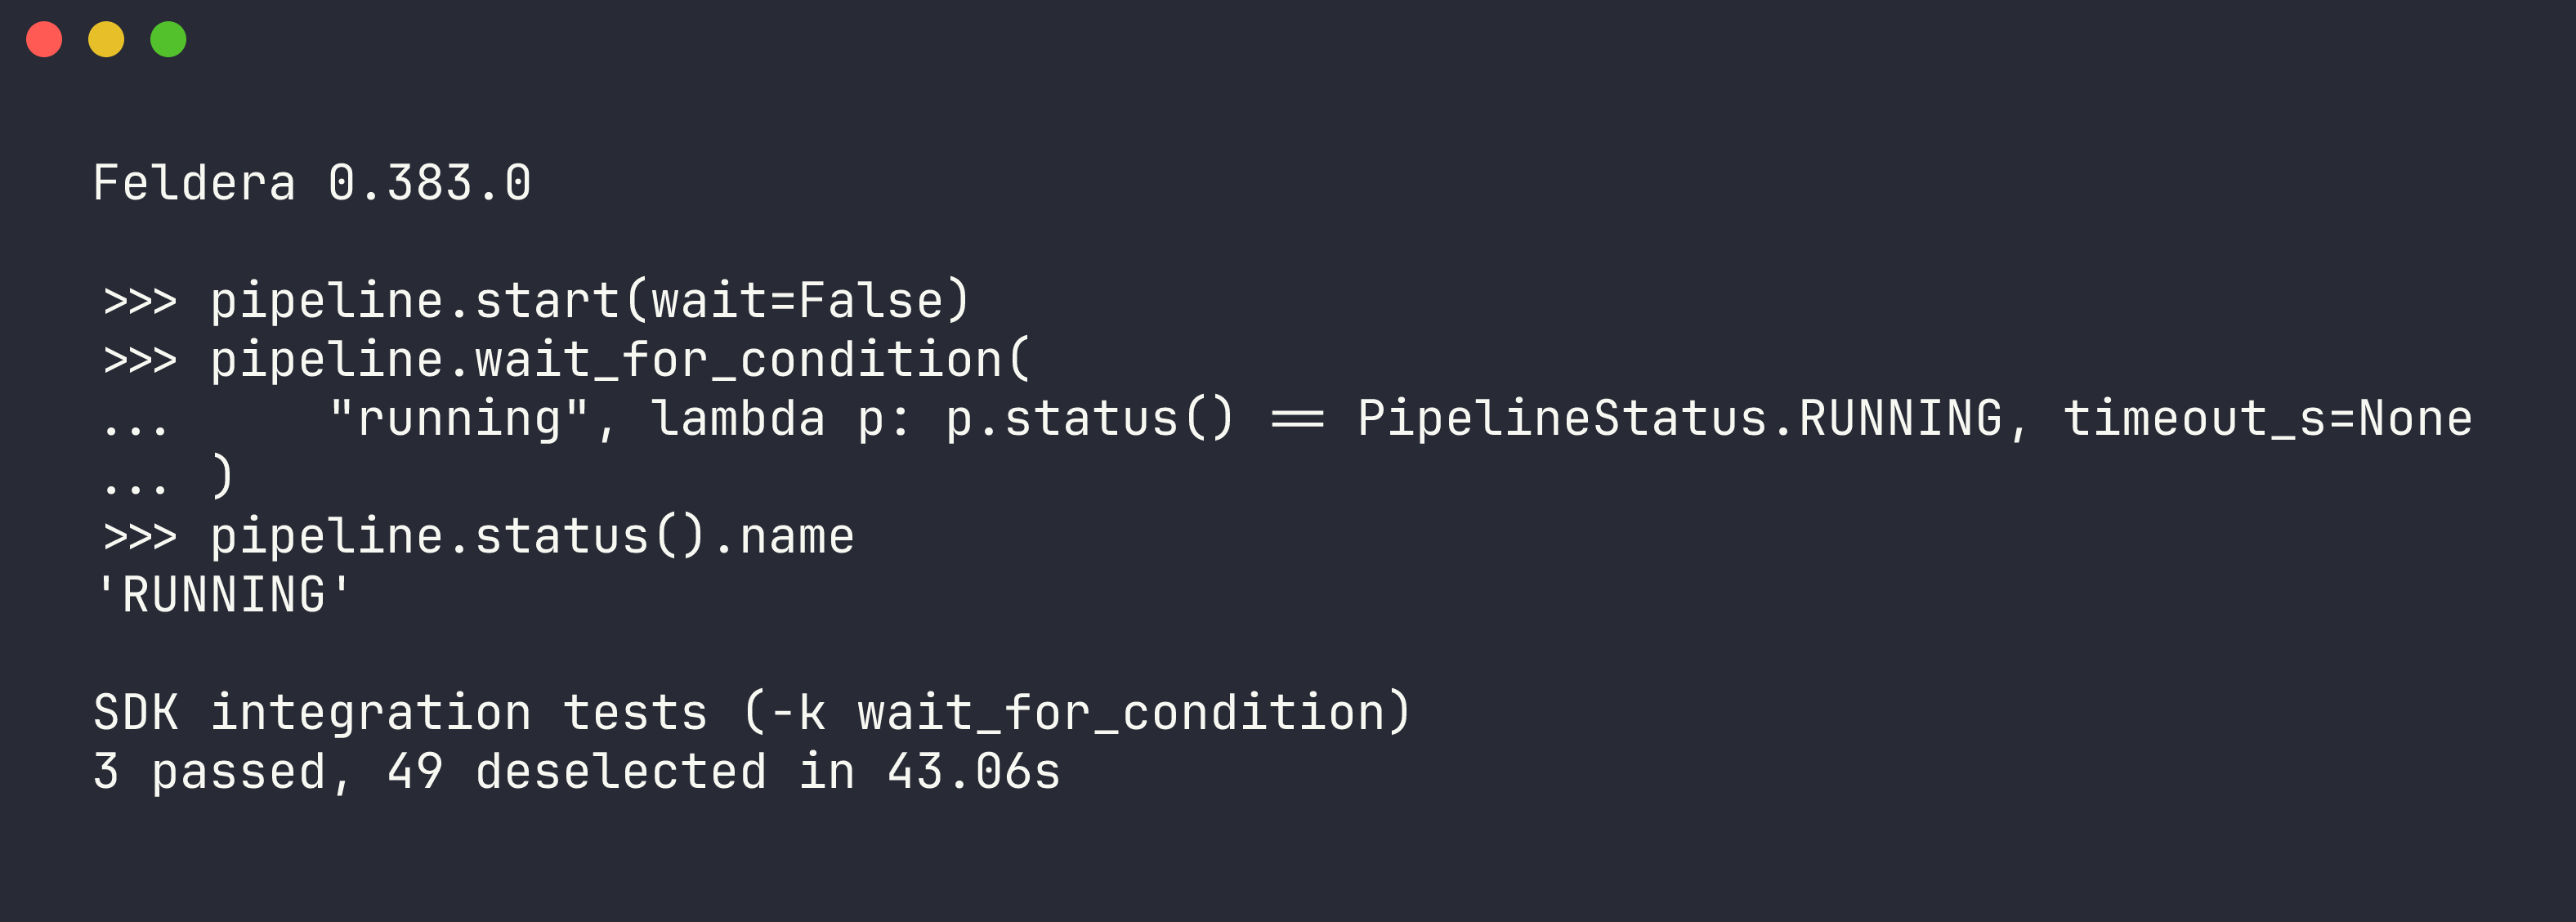 Feldera 0.383.0
>>> pipeline.start(wait=False)
>>> pipeline.wait_for_condition(
...     "running", lambda p: p.status() == PipelineStatus.RUNNING, timeout_s=None
... )
>>> pipeline.status().name
'RUNNING'
SDK integration tests (-k wait_for_condition)
3 passed, 49 deselected in 43.06s